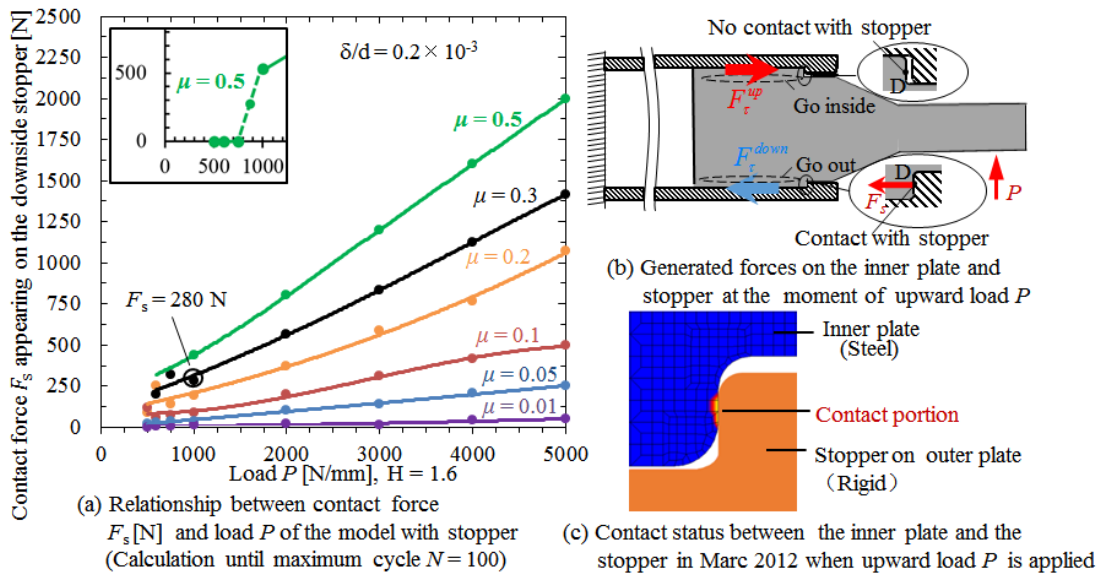 Contact force Fs appearing on the downside stopper [N]
2500
2250
2000
1750
1500
1250
1000
750
500
250
0
500
0
μ = 0.5
0
500
1000
δ/d = 0.2 × 10⁻³
μ = 0.5
μ = 0.3
μ = 0.2
Fs = 280 N
μ = 0.1
μ = 0.05
μ = 0.01
0 1000 2000 3000 4000 5000
Load P [N/mm], H = 1.6
(a) Relationship between contact force
Fs [N] and load P of the model with stopper
(Calculation until maximum cycle N = 100)
No contact with stopper
D
Fτ^up
Go inside
Fτ^down
Go out
D
Fs
P
Contact with stopper
(b) Generated forces on the inner plate and
stopper at the moment of upward load P
Inner plate
(Steel)
Contact portion
Stopper on outer plate
（Rigid）
(c) Contact status between the inner plate and the
stopper in Marc 2012 when upward load P is applied